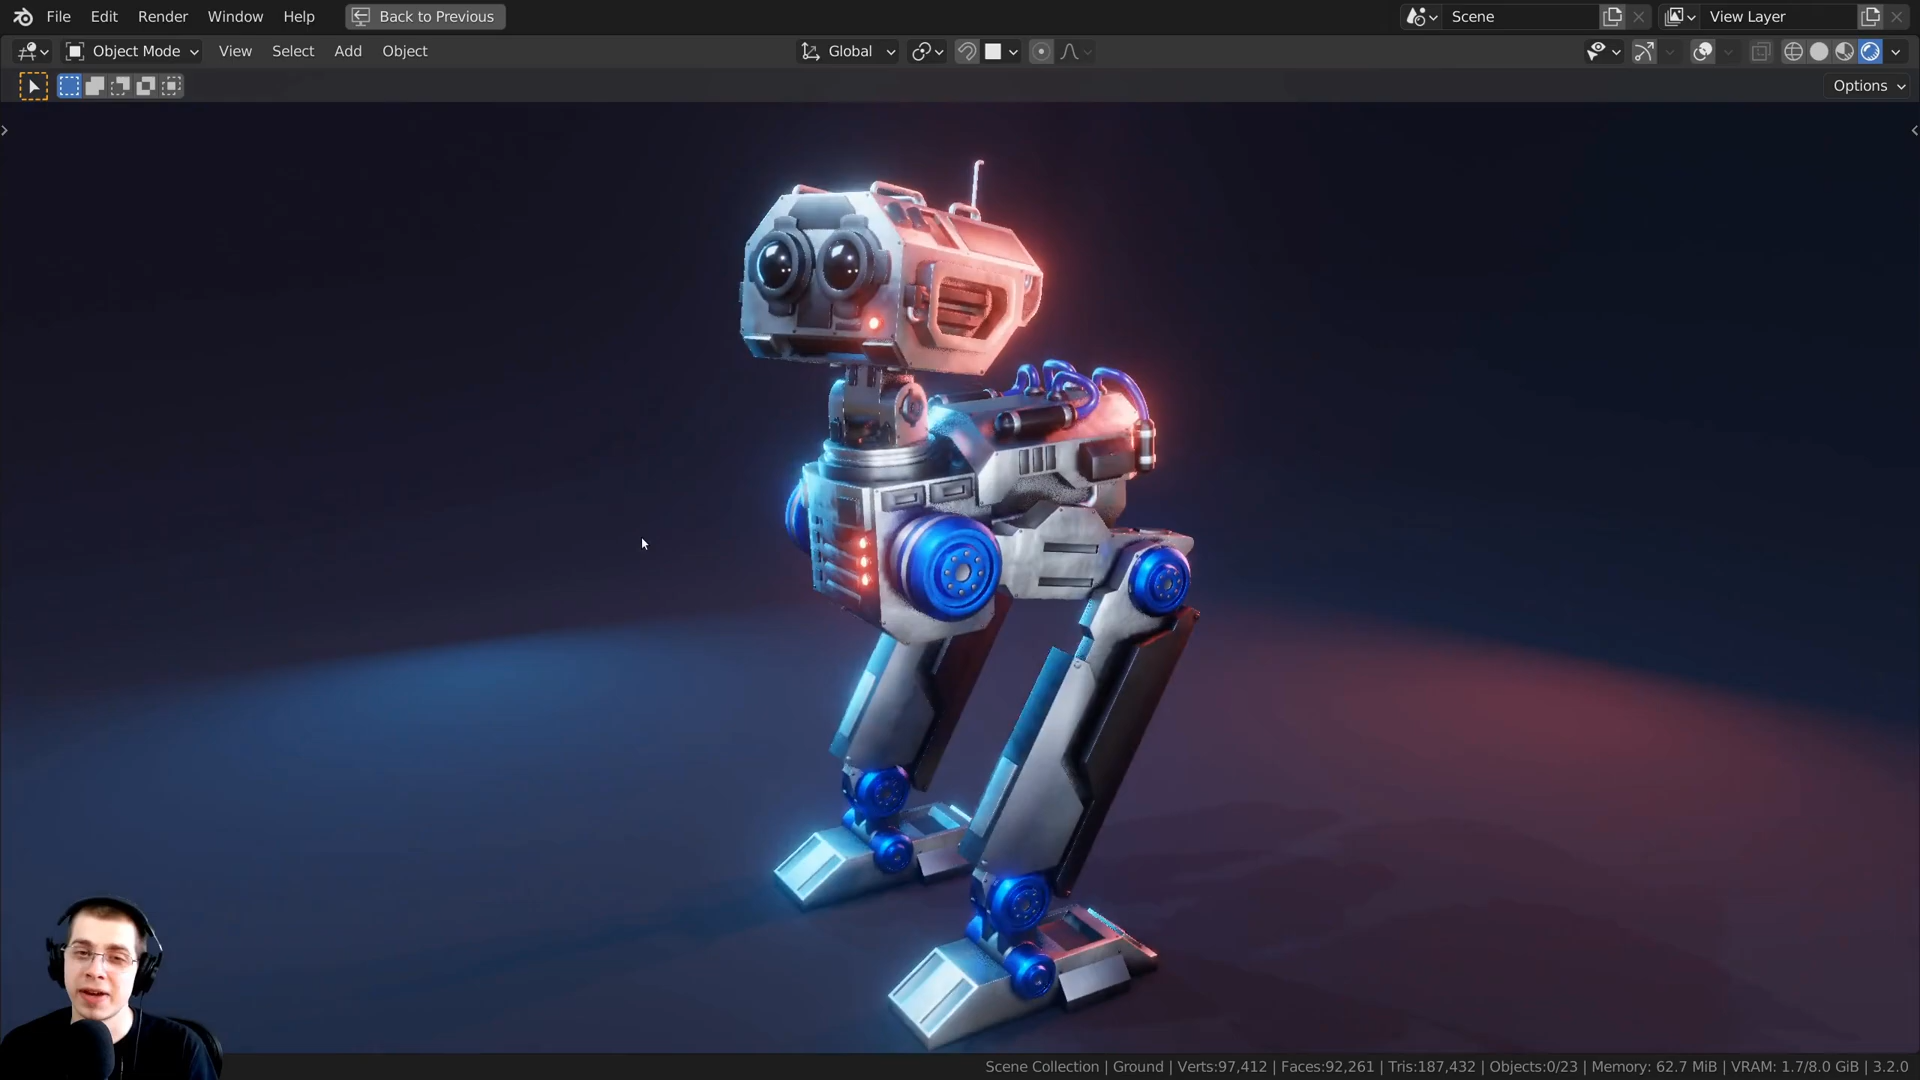 File Edit Render Window Help Back to Previous Scene View Layer
Object Mode View Select Add Object Global
Options
Scene Collection | Ground | Verts:97,412 | Faces:92,261 | Tris:187,432 | Objects:0/23 | Memory: 62.7 MiB | VRAM: 1.7/8.0 GiB | 3.2.0